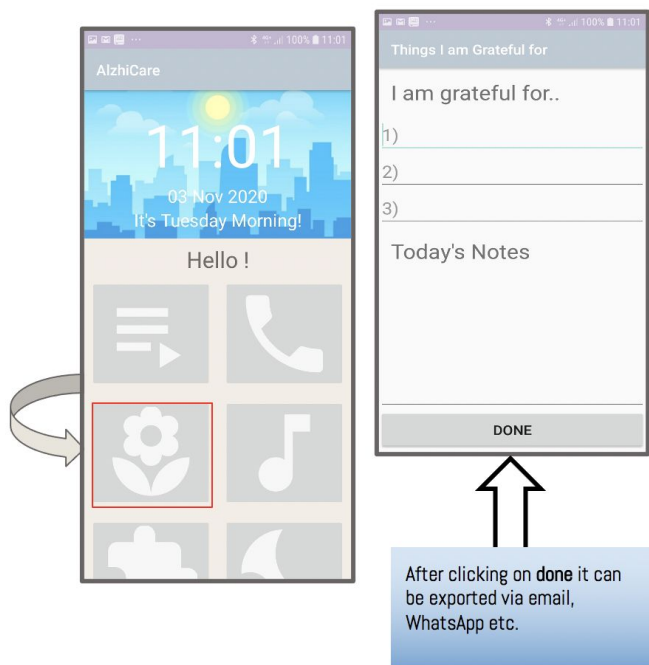 100% 11:01
AlzhiCare
11:01
03 Nov 2020
It's Tuesday Morning!
Hello !
100% 11:01
Things I am Grateful for
I am grateful for..
1)
2)
3)
Today's Notes
DONE
After clicking on done it can
be exported via email,
WhatsApp etc.